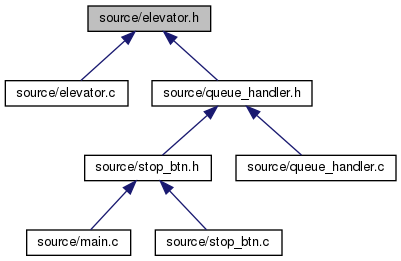 source/elevator.h
source/elevator.c
source/queue_handler.h
source/stop_btn.h
source/queue_handler.c
source/main.c
source/stop_btn.c